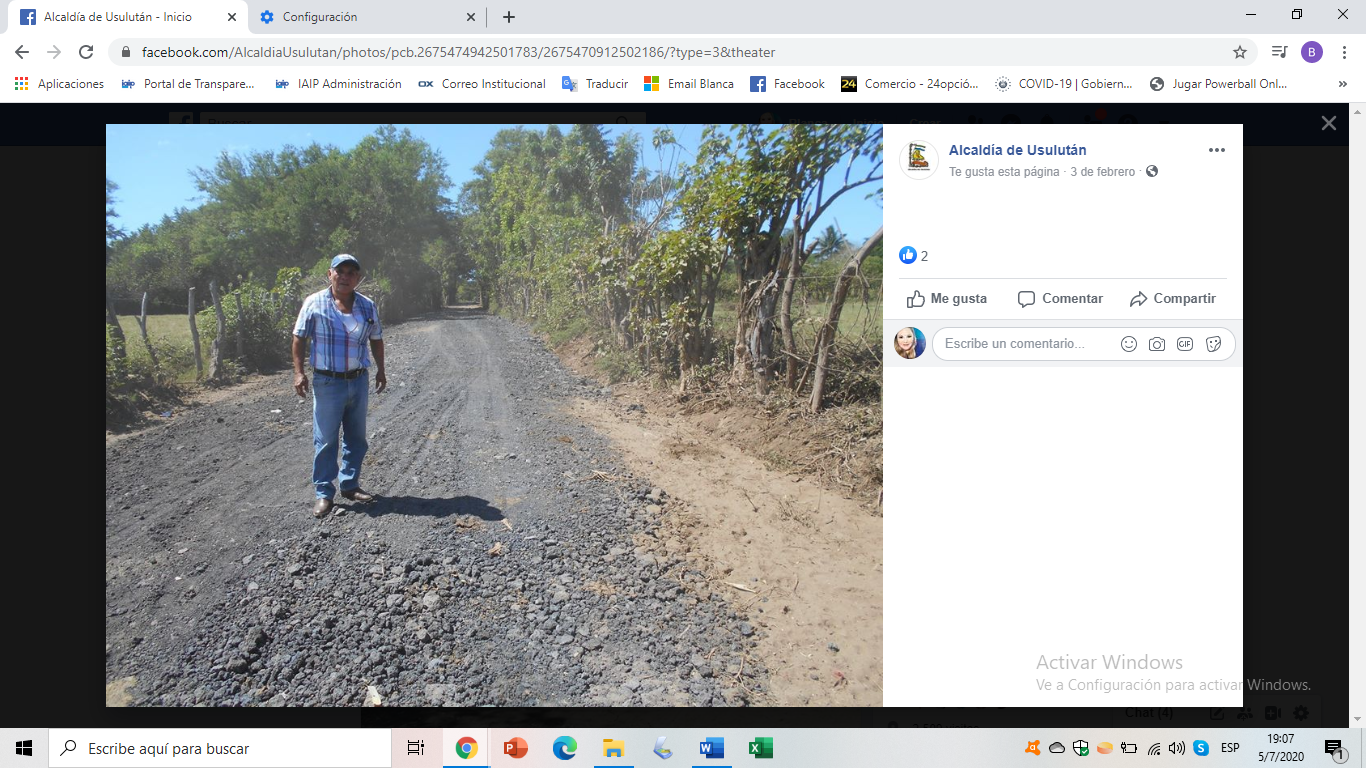 Alcaldía de Usulután - Inicio
Configuración
facebook.com/AlcaldiaUsulutan/photos/pcb.2675474942501783/2675470912502186/?type=3&theater
B
Aplicaciones
Portal de Transpare...
IAIP Administración
Correo Institucional
Traducir
Email Blanca
Facebook
24
Comercio - 24opció...
COVID-19 | Gobiern...
Jugar Powerball Onl...
»
Alcaldía de Usulután
Te gusta esta página · 3 de febrero ·
2
Me gusta
Comentar
Compartir
Escribe un comentario...
GIF
Activar Windows
Ve a Configuración para activar Windows.
Chat (4)
Escribe aquí para buscar
ESP
19:07
5/7/2020
1